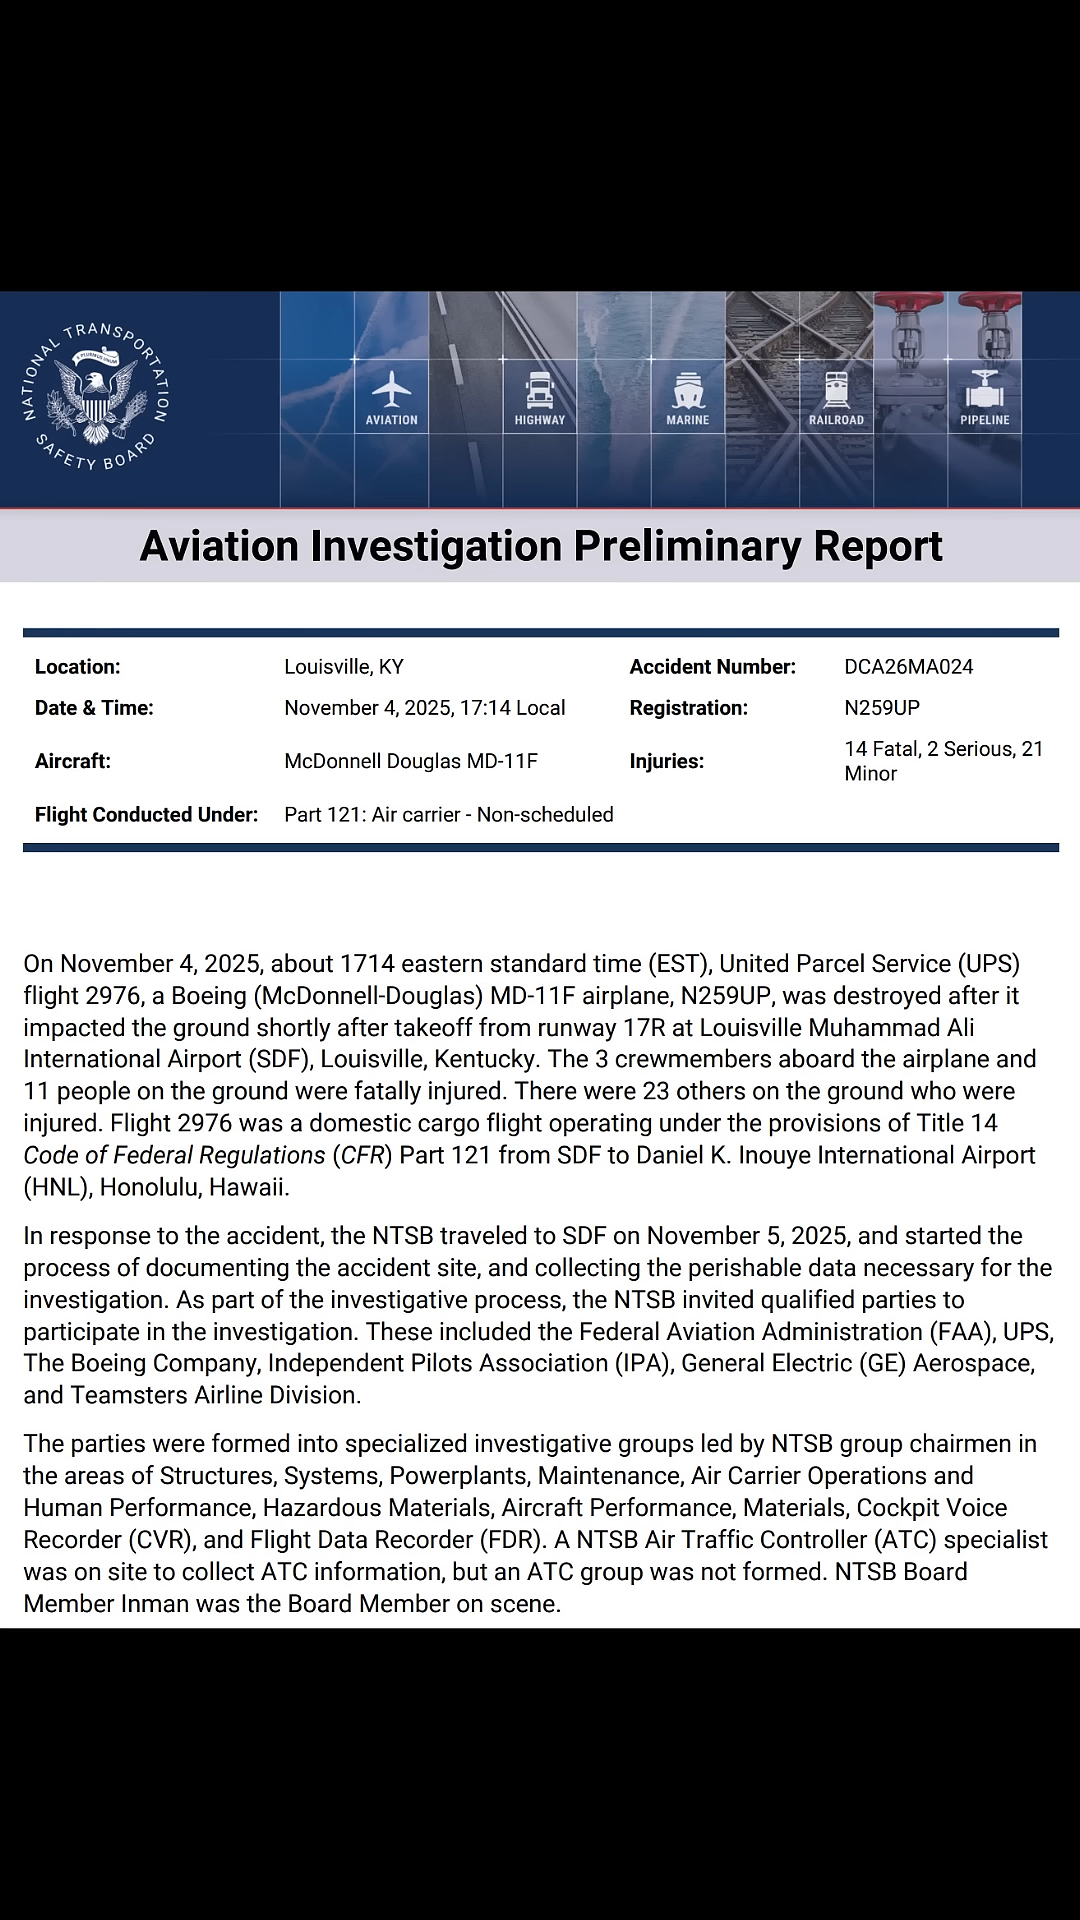 NATIONAL TRANSPORTATION
E PLURIBUS UNUM
SAFETY BOARD
AVIATION
HIGHWAY
MARINE
RAILROAD
PIPELINE
Aviation Investigation Preliminary Report
Location: Louisville, KY Accident Number: DCA26MA024
Date & Time: November 4, 2025, 17:14 Local Registration: N259UP
Aircraft: McDonnell Douglas MD-11F Injuries: 14 Fatal, 2 Serious, 21
Minor
Flight Conducted Under: Part 121: Air carrier - Non-scheduled
On November 4, 2025, about 1714 eastern standard time (EST), United Parcel Service (UPS)
flight 2976, a Boeing (McDonnell-Douglas) MD-11F airplane, N259UP, was destroyed after it
impacted the ground shortly after takeoff from runway 17R at Louisville Muhammad Ali
International Airport (SDF), Louisville, Kentucky. The 3 crewmembers aboard the airplane and
11 people on the ground were fatally injured. There were 23 others on the ground who were
injured. Flight 2976 was a domestic cargo flight operating under the provisions of Title 14
Code of Federal Regulations (CFR) Part 121 from SDF to Daniel K. Inouye International Airport
(HNL), Honolulu, Hawaii.
In response to the accident, the NTSB traveled to SDF on November 5, 2025, and started the
process of documenting the accident site, and collecting the perishable data necessary for the
investigation. As part of the investigative process, the NTSB invited qualified parties to
participate in the investigation. These included the Federal Aviation Administration (FAA), UPS,
The Boeing Company, Independent Pilots Association (IPA), General Electric (GE) Aerospace,
and Teamsters Airline Division.
The parties were formed into specialized investigative groups led by NTSB group chairmen in
the areas of Structures, Systems, Powerplants, Maintenance, Air Carrier Operations and
Human Performance, Hazardous Materials, Aircraft Performance, Materials, Cockpit Voice
Recorder (CVR), and Flight Data Recorder (FDR). A NTSB Air Traffic Controller (ATC) specialist
was on site to collect ATC information, but an ATC group was not formed. NTSB Board
Member Inman was the Board Member on scene.